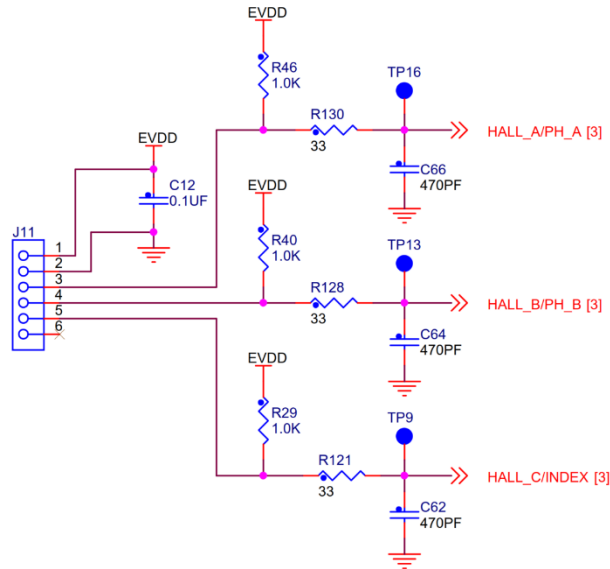 EVDD
R46
1.0K
TP16
R130
33
HALL_A/PH_A [3]
C66
470PF
EVDD
C12
0.1UF
EVDD
R40
1.0K
TP13
J11
1
2
3
4
5
6
R128
33
HALL_B/PH_B [3]
C64
470PF
EVDD
R29
1.0K
TP9
R121
33
HALL_C/INDEX [3]
C62
470PF